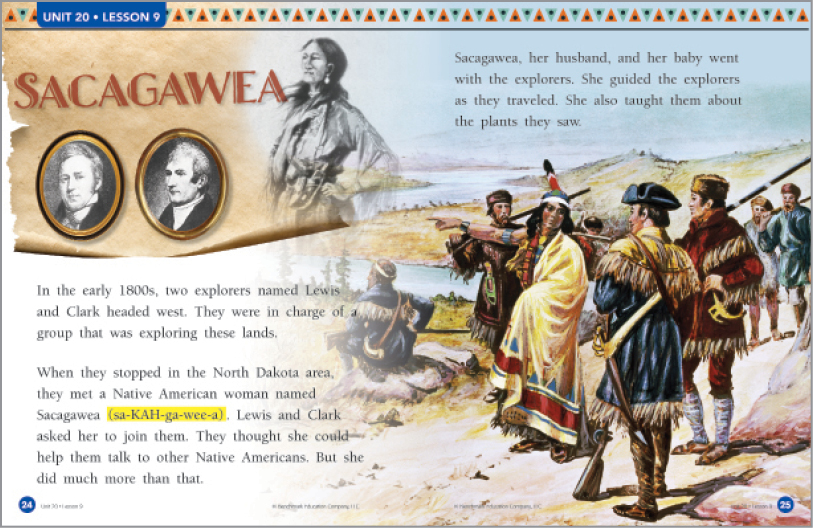 UNIT 20 • LESSON 9
SACAGAWEA
In the early 1800s, two explorers named Lewis
and Clark headed west. They were in charge of a
group that was exploring these lands.
When they stopped in the North Dakota area,
they met a Native American woman named
Sacagawea (sa-KAH-ga-wee-a). Lewis and Clark
asked her to join them. They thought she could
help them talk to other Native Americans. But she
did much more than that.
24 Unit 20 • Lesson 9
Benchmark Education Company, LLC
Sacagawea, her husband, and her baby went
with the explorers. She guided the explorers
as they traveled. She also taught them about
the plants they saw.
Benchmark Education Company, LLC
Unit 20 • Lesson 9 25